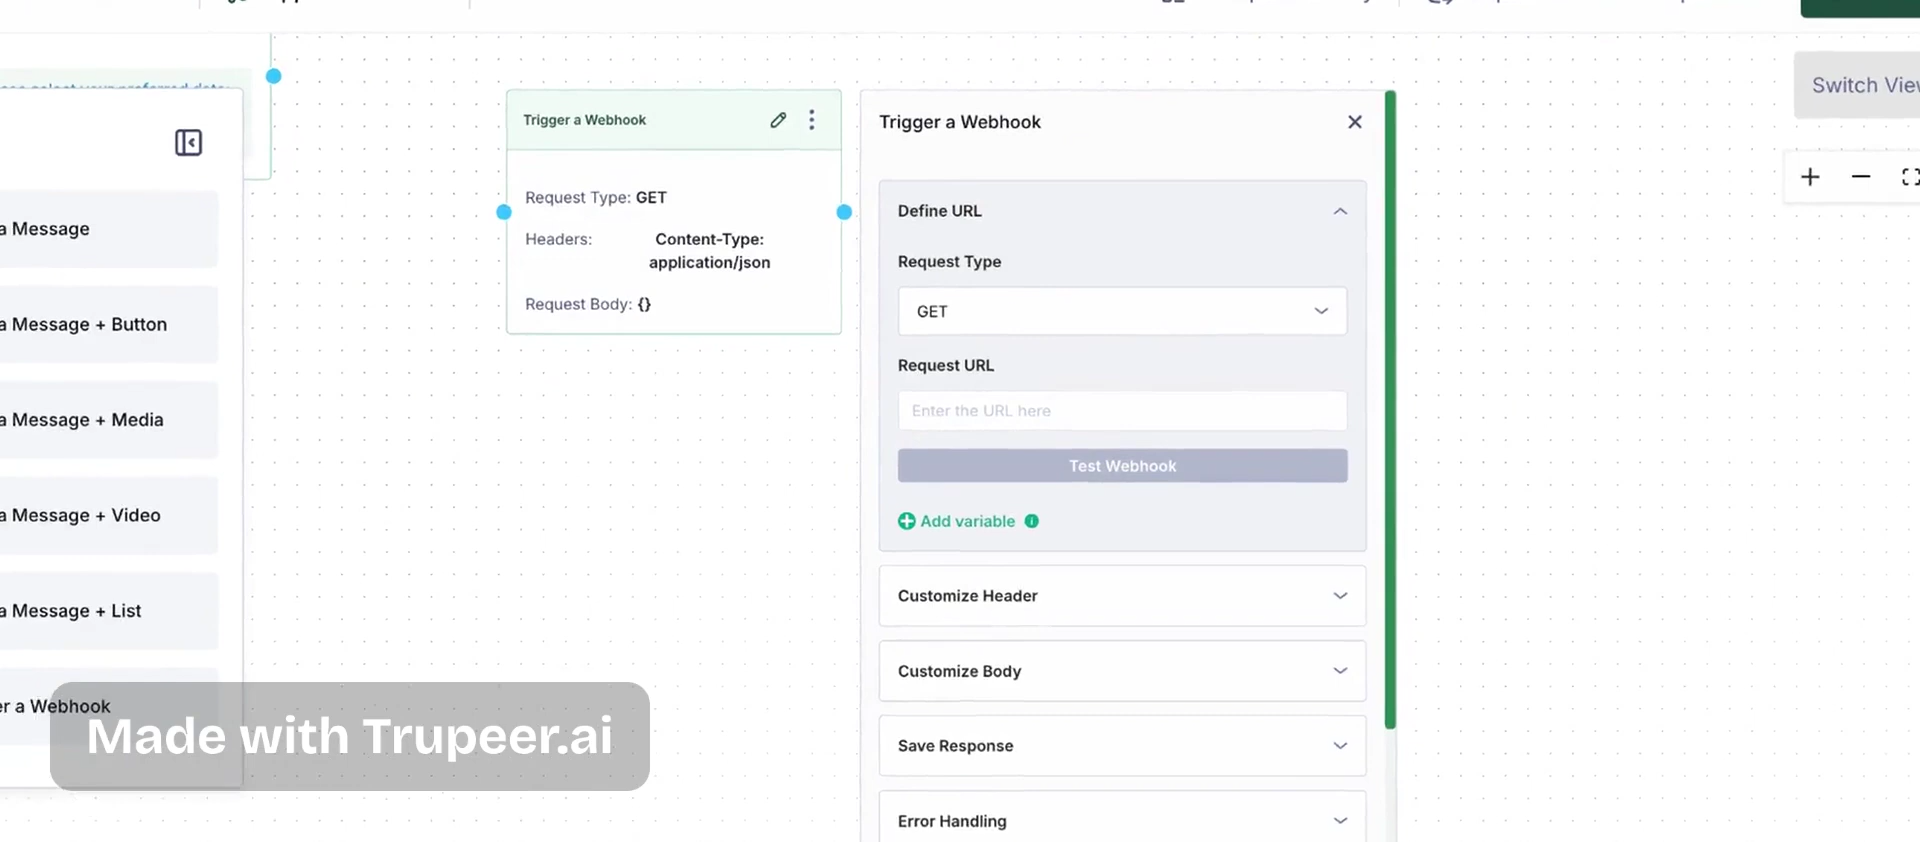 Switch
Trigger a Webhook
Request Type: GET
Headers: Content-Type:
application/json
Request Body: {}
Trigger a Webhook
Define URL
Request Type
GET
Request URL
Enter the URL here
Test Webhook
Add variable
Customize Header
Customize Body
Save Response
Error Handling
a Message
a Message + Button
a Message + Media
a Message + Video
a Message + List
a Webhook
Made with Trupeer.ai